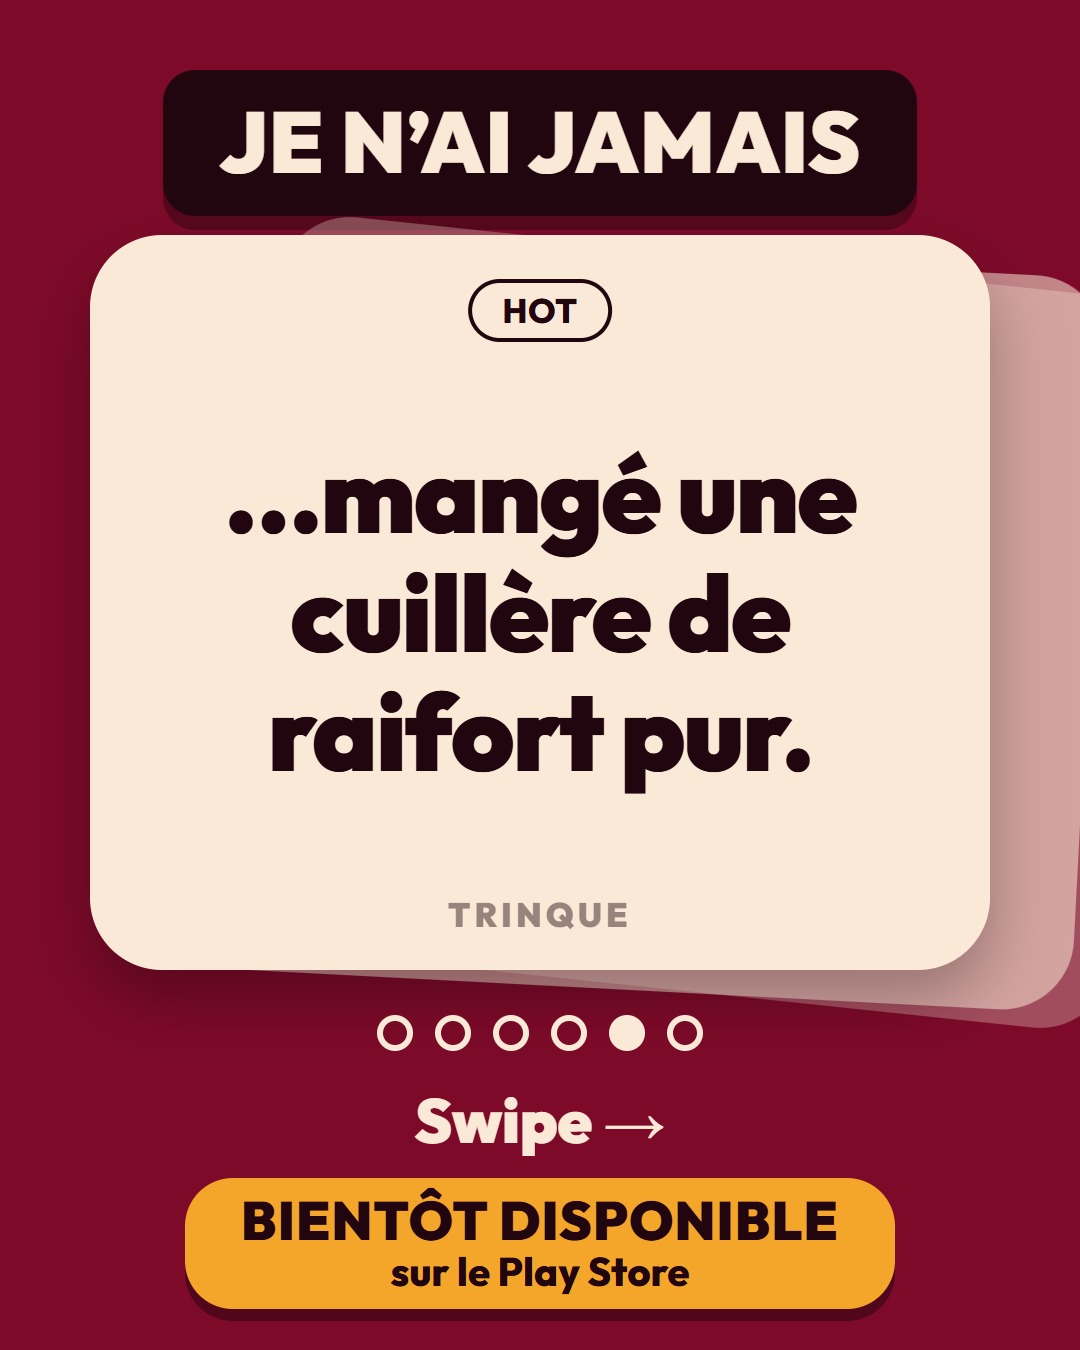 JE N’AI JAMAIS
HOT
...mangé une
cuillère de
raifort pur.
TRINQUE
Swipe →
BIENTÔT DISPONIBLE
sur le Play Store